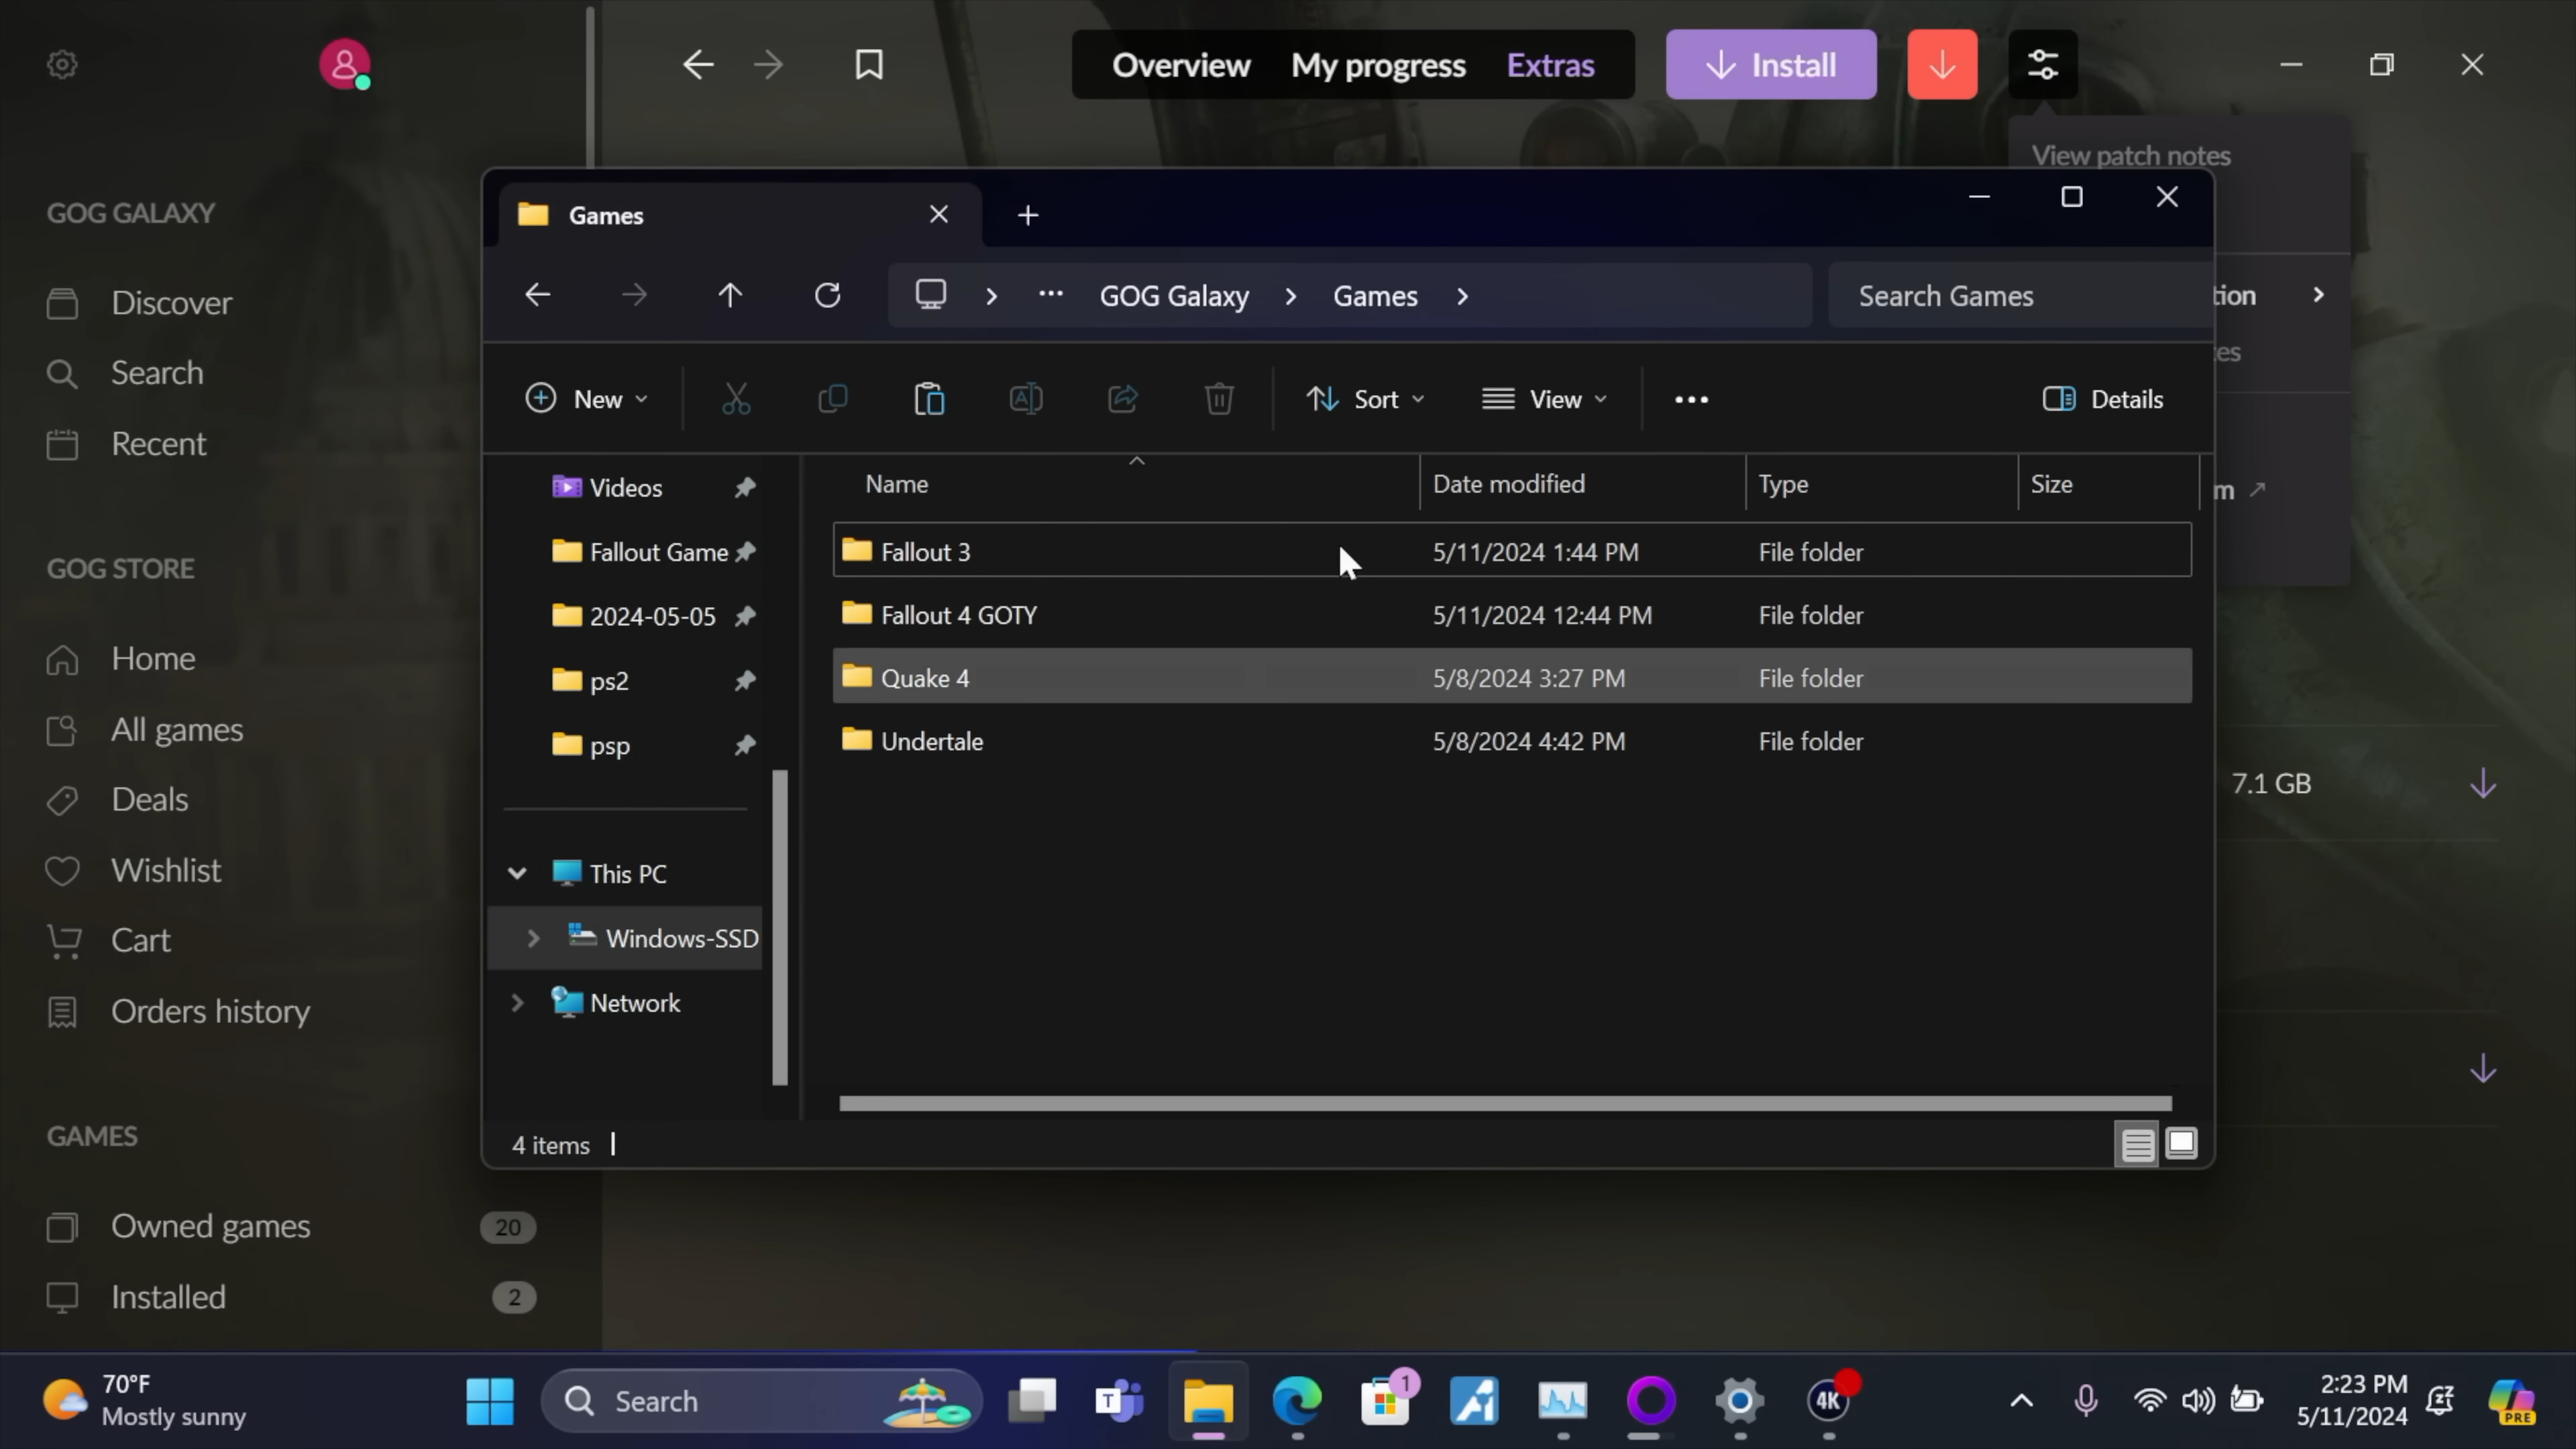 Overview My progress Extras Install
View patch notes
GOG GALAXY
Discover
Search
Recent
GOG STORE
Home
All games
Deals
Wishlist
Cart
Orders history
GAMES
Owned games 20
Installed 2
Games
GOG Galaxy Games
Search Games
tion
es
m
New Sort View Details
Videos
Fallout Game
2024-05-05
ps2
psp
This PC
Windows-SSD
Network
Name Date modified Type Size
Fallout 3 5/11/2024 1:44 PM File folder
Fallout 4 GOTY 5/11/2024 12:44 PM File folder
Quake 4 5/8/2024 3:27 PM File folder
Undertale 5/8/2024 4:42 PM File folder
4 items
7.1 GB
70°F
Mostly sunny
Search
T
1
4K
2:23 PM
5/11/2024
PRE